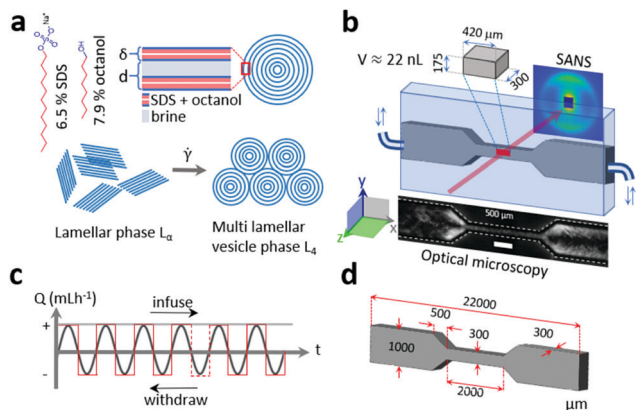 a
Na⁺
O
O
S
O
O⁻
OH
6.5 % SDS
7.9 % octanol
δ
d
SDS + octanol
brine
γ̇
Lamellar phase Lα
Multi lamellar
vesicle phase L4
b
420 µm
V ≈ 22 nL
175
300
SANS
y
x
z
500 µm
Optical microscopy
c
Q (mLh⁻¹)
infuse
+
-
t
withdraw
d
22000
500
300
300
1000
2000
µm